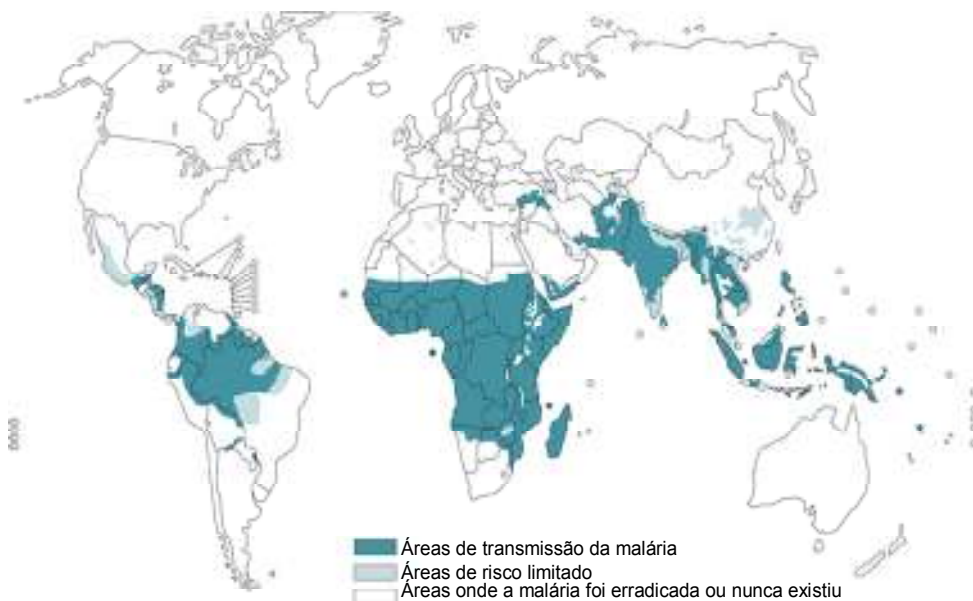 Áreas de transmissão da malária
Áreas de risco limitado
Áreas onde a malária foi erradicada ou nunca existiu